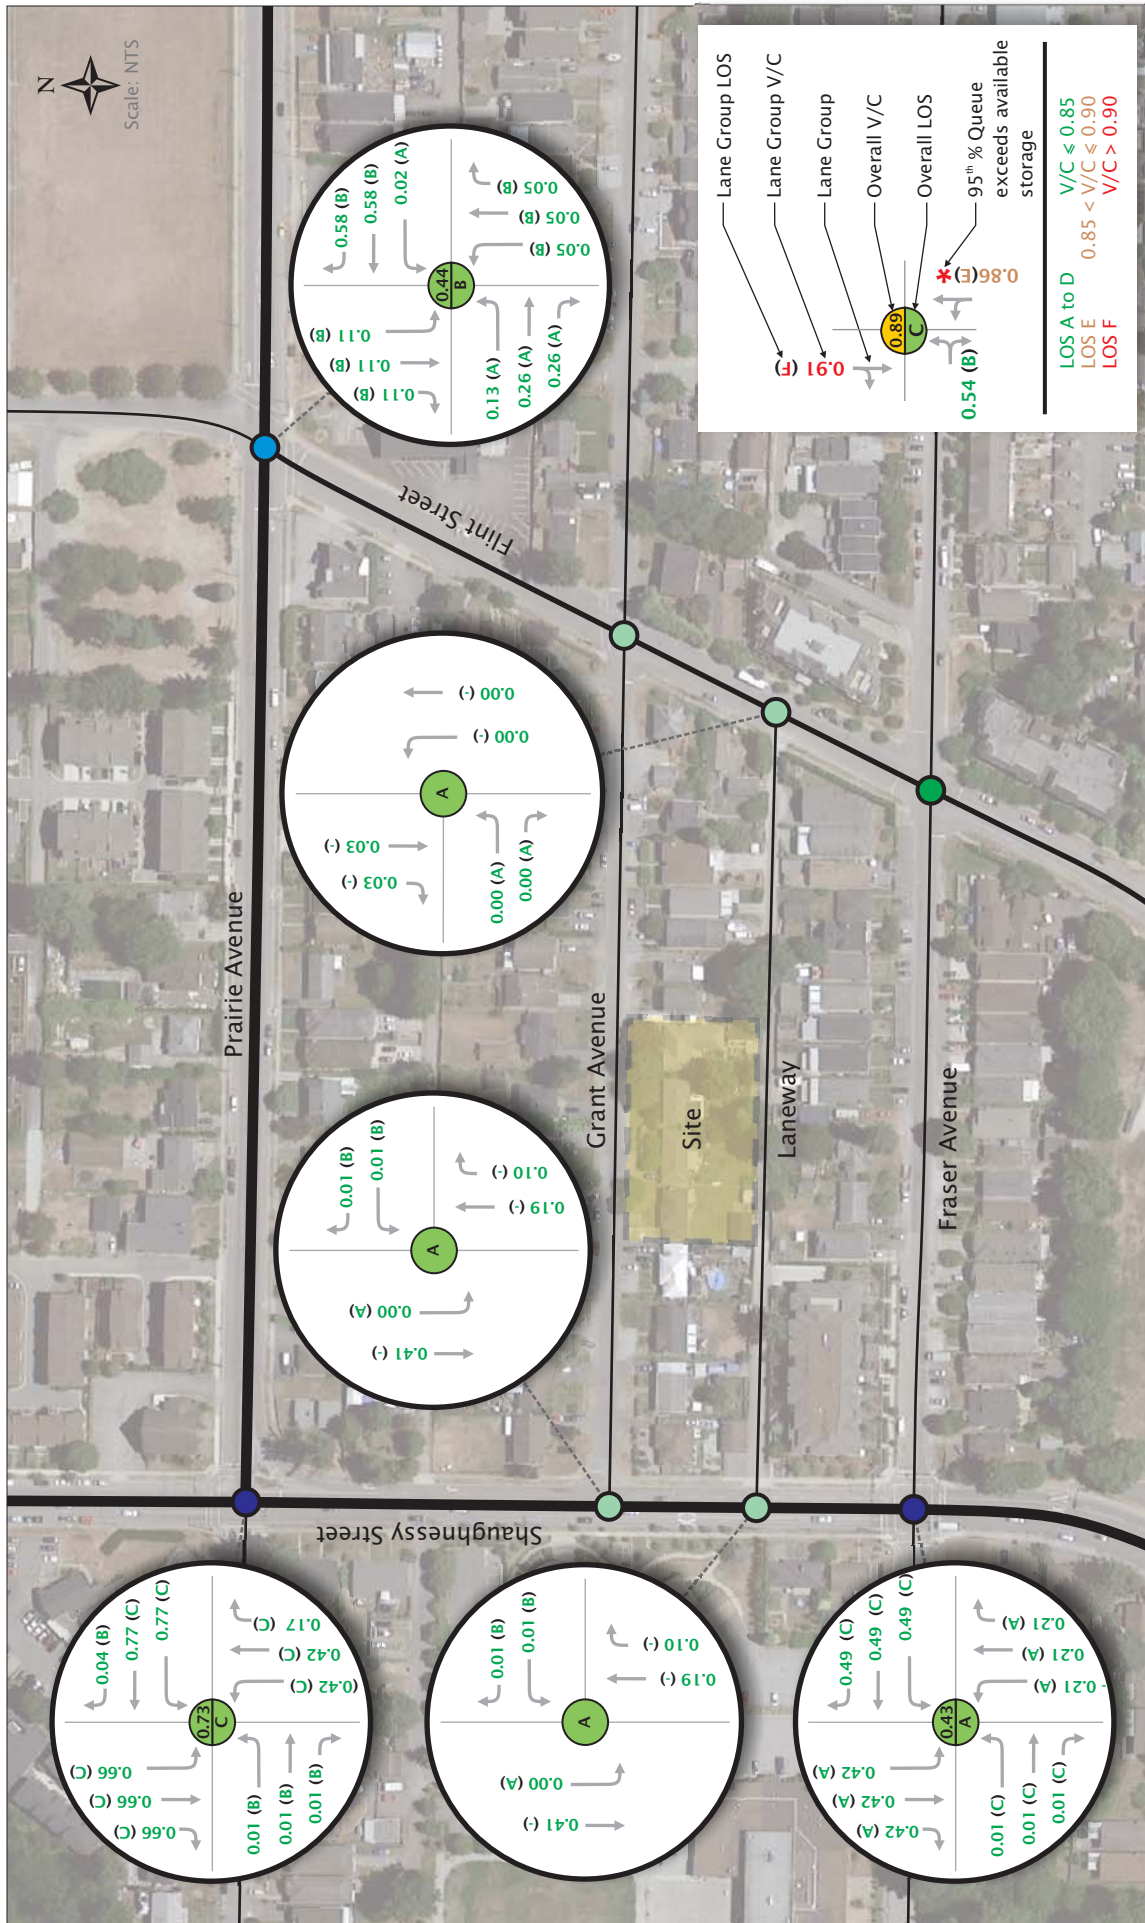 N
Scale: NTS
Prairie Avenue
Grant Avenue
Site
Laneway
Fraser Avenue
Flint Street
Shaughnessy Street
0.58 (B)
0.58 (B)
0.02 (A)
0.11 (B)
0.11 (B)
0.11 (B)
0.44
B
0.05 (B)
0.05 (B)
0.05 (B)
0.13 (A)
0.26 (A)
0.26 (A)
0.03 (-)
0.03 (-)
A
0.00 (-)
0.00 (-)
0.00 (A)
0.00 (A)
0.01 (B)
0.01 (B)
0.41 (-)
0.00 (A)
A
0.19 (-)
0.10 (-)
0.04 (B)
0.77 (C)
0.77 (C)
0.66 (C)
0.66 (C)
0.66 (C)
0.73
C
0.42 (C)
0.42 (C)
0.17 (C)
0.01 (B)
0.01 (B)
0.01 (B)
0.01 (B)
0.01 (B)
0.41 (-)
0.00 (A)
A
0.19 (-)
0.10 (-)
0.49 (C)
0.49 (C)
0.49 (C)
0.42 (A)
0.42 (A)
0.42 (A)
0.43
A
0.21 (A)
0.21 (A)
0.21 (A)
0.01 (C)
0.01 (C)
0.01 (C)
Lane Group LOS
Lane Group V/C
Lane Group
Overall V/C
Overall LOS
95th % Queue
exceeds available
storage
0.91 (F)
0.89
C
0.54 (B)
0.86 (E) *
LOS A to D V/C ≤ 0.85
LOS E 0.85 < V/C ≤ 0.90
LOS F V/C > 0.90